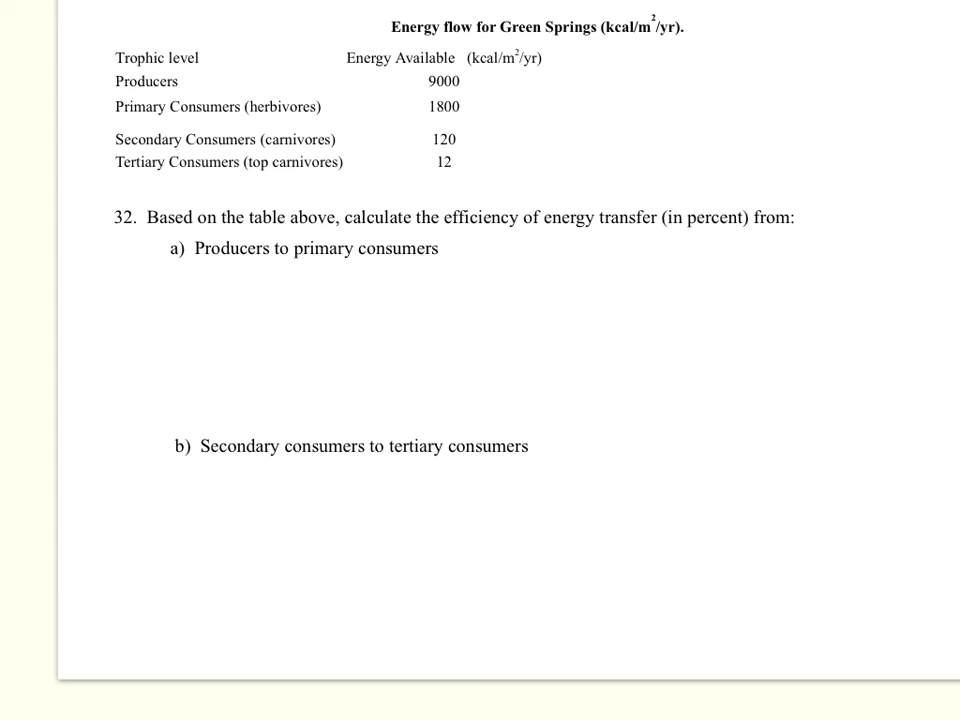 Energy flow for Green Springs (kcal/m²/yr).
Trophic level Energy Available (kcal/m²/yr)
Producers 9000
Primary Consumers (herbivores) 1800
Secondary Consumers (carnivores) 120
Tertiary Consumers (top carnivores) 12
32. Based on the table above, calculate the efficiency of energy transfer (in percent) from:
a) Producers to primary consumers
b) Secondary consumers to tertiary consumers